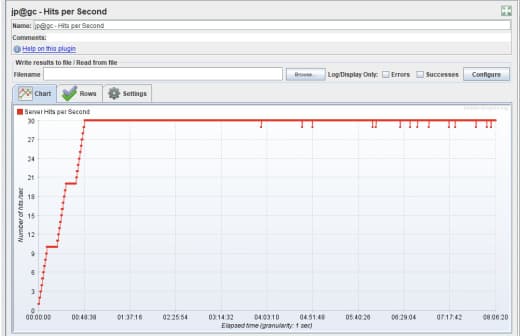 jp@gc - Hits per Second
Name: jp@gc - Hits per Second
Comments:
Help on this plugin
Write results to file / Read from file
Filename Browse... Log/Display Only: Errors Successes Configure
Chart Rows Settings
Server Hits per Second
30
27
24
21
18
15
12
9
6
3
0
Number of hits /sec
00:00:00 00:48:38 01:37:16 02:25:54 03:14:32 04:03:10 04:51:48 05:40:26 06:29:04 07:17:42 08:06:20
Elapsed time (granularity: 1 sec)